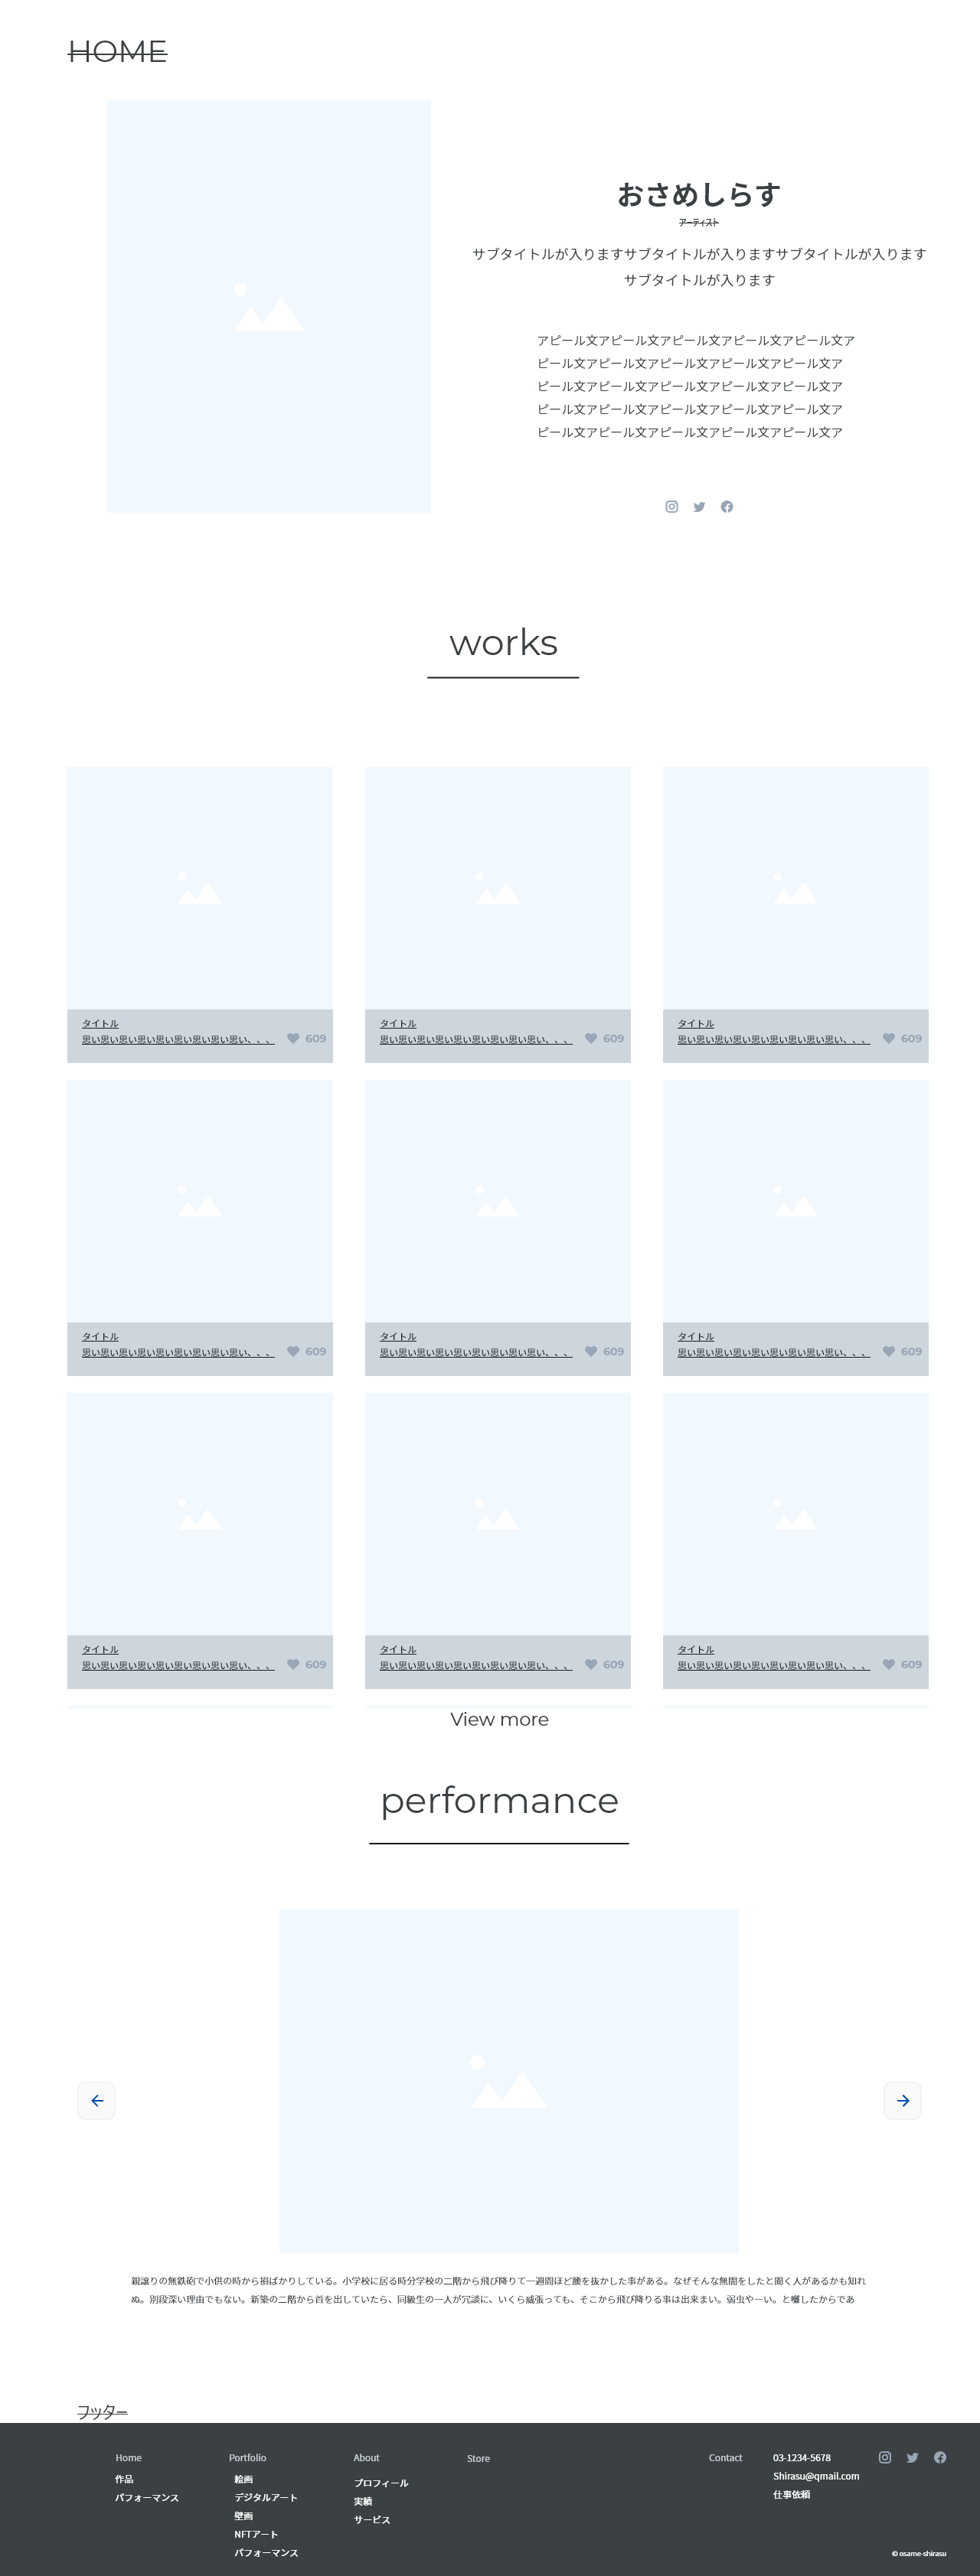 HOME
おさめしらす
アーティスト
サブタイトルが入りますサブタイトルが入りますサブタイトルが入ります
サブタイトルが入ります
アピール文アピール文アピール文アピール文アピール文ア
ピール文アピール文アピール文アピール文アピール文ア
ピール文アピール文アピール文アピール文アピール文ア
ピール文アピール文アピール文アピール文アピール文ア
ピール文アピール文アピール文アピール文アピール文ア
works
タイトル
思い思い思い思い思い思い思い思い思い、、、 609
タイトル
思い思い思い思い思い思い思い思い思い、、、 609
タイトル
思い思い思い思い思い思い思い思い思い、、、 609
タイトル
思い思い思い思い思い思い思い思い思い、、、 609
タイトル
思い思い思い思い思い思い思い思い思い、、、 609
タイトル
思い思い思い思い思い思い思い思い思い、、、 609
タイトル
思い思い思い思い思い思い思い思い思い、、、 609
タイトル
思い思い思い思い思い思い思い思い思い、、、 609
タイトル
思い思い思い思い思い思い思い思い思い、、、 609
View more
performance
親譲りの無鉄砲で小供の時から損ばかりしている。小学校に居る時分学校の二階から飛び降りて一週間ほど腰を抜かした事がある。なぜそんな無闇をしたと聞く人があるかも知れ
ぬ。別段深い理由でもない。新築の二階から首を出していたら、同級生の一人が冗談に、いくら威張っても、そこから飛び降りる事は出来まい。弱虫やーい。と囃したからであ
フッター
Home
作品
パフォーマンス
Portfolio
絵画
デジタルアート
壁画
NFTアート
パフォーマンス
About
プロフィール
実績
サービス
Store
Contact
03-1234-5678
Shirasu@qmail.com
仕事依頼
© osame-shirasu